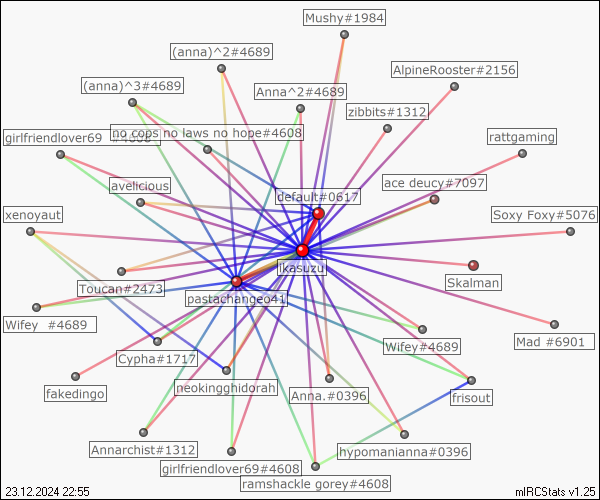 Mushy#1984
(anna)^2#4689
AlpineRooster#2156
(anna)^3#4689
Anna^2#4689
zibbits#1312
girlfriendlover69 #4608
no cops no laws no hope#4608
rattgaming
avelicious
ace deucy#7097
default#0617
xenoyaut
Soxy Foxy#5076
ikasuzui
Skalman
Toucan#2473
pastachangeo41
Wifey #4689
Mad #6901
Cypha#1717
Wifey#4689
fakedingo
neokingghidorah
Anna.#0396
frisout
Annarchist#1312
hypomanianna#0396
girlfriendlover69#4608
ramshackle gorey#4608
23.12.2024 22:55
mIRCStats v1.25